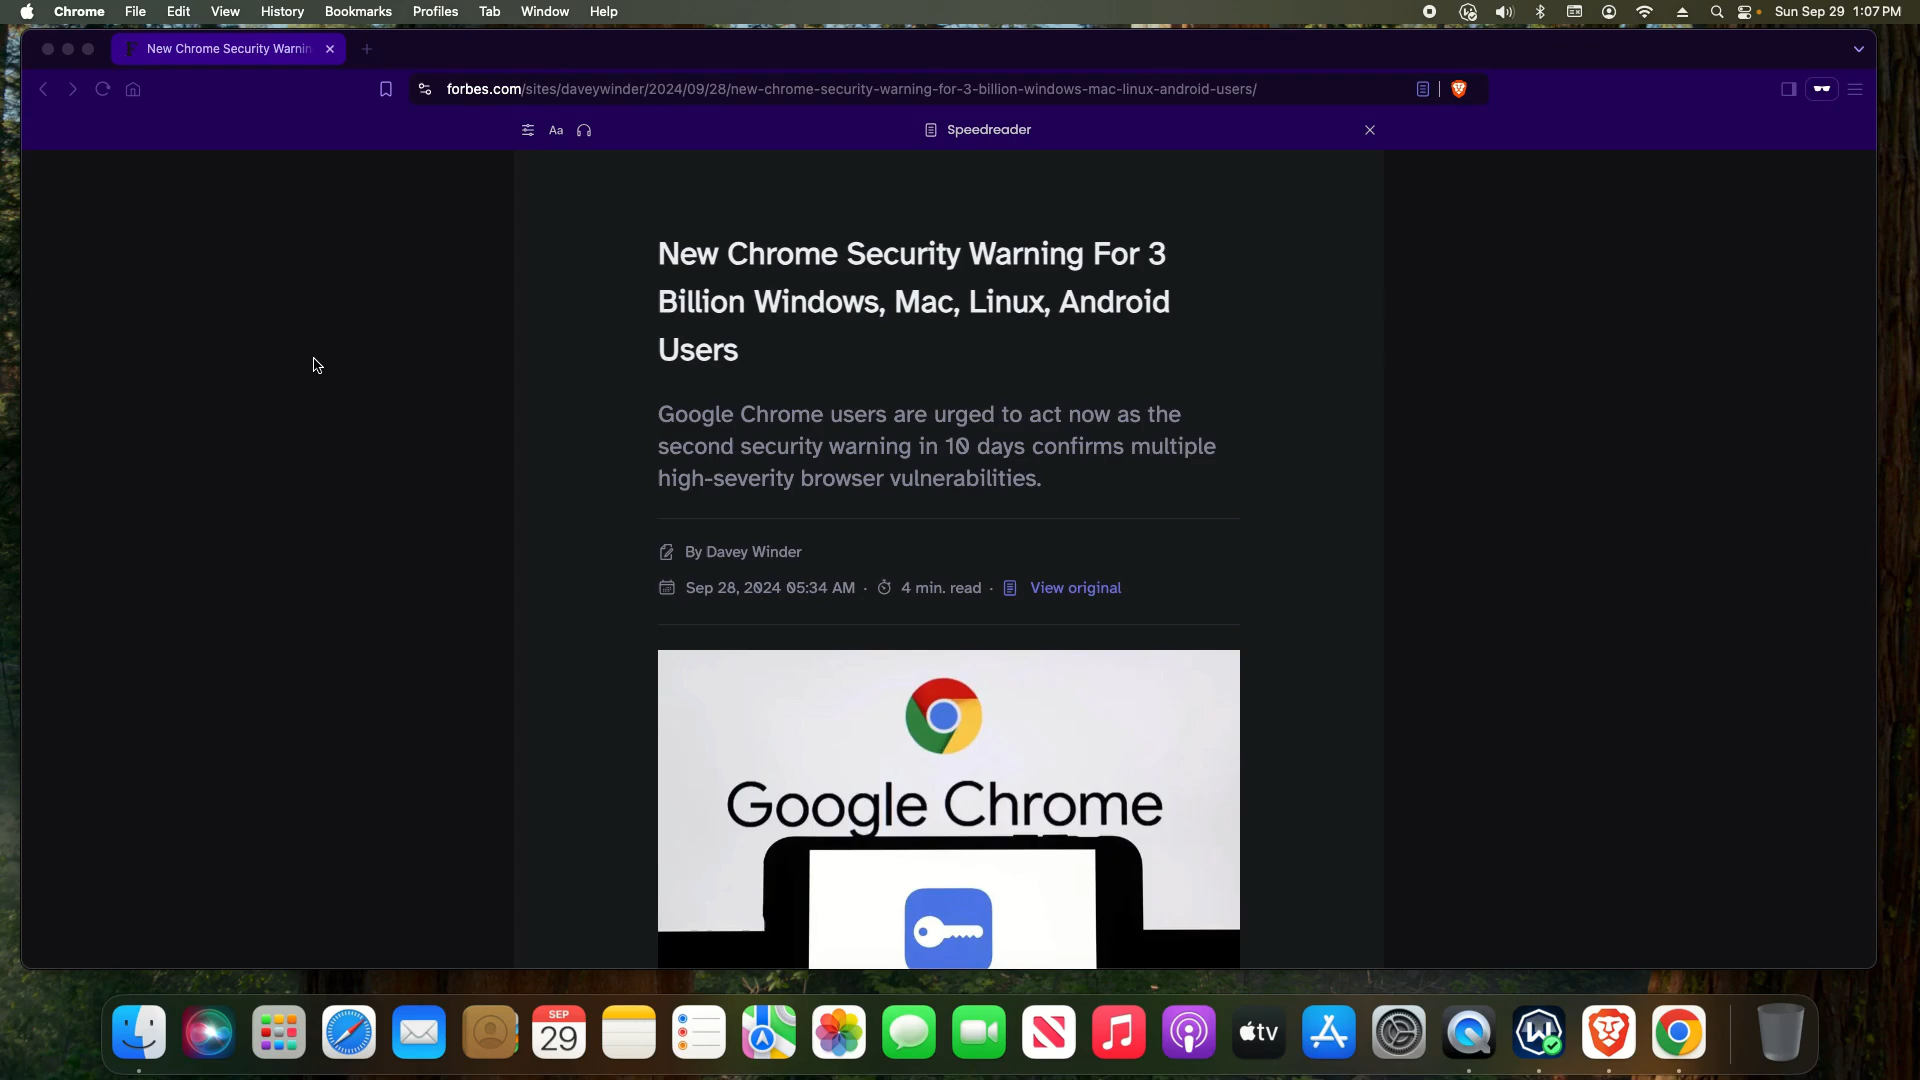 Chrome File Edit View History Bookmarks Profiles Tab Window Help Sun Sep 29 1:07 PM
New Chrome Security Warnin
forbes.com/sites/daveywinder/2024/09/28/new-chrome-security-warning-for-3-billion-windows-mac-linux-android-users/
Aa Speedreader
New Chrome Security Warning For 3
Billion Windows, Mac, Linux, Android
Users
Google Chrome users are urged to act now as the
second security warning in 10 days confirms multiple
high-severity browser vulnerabilities.
By Davey Winder
Sep 28, 2024 05:34 AM · 4 min. read · View original
Google Chrome
SEP
29
tv